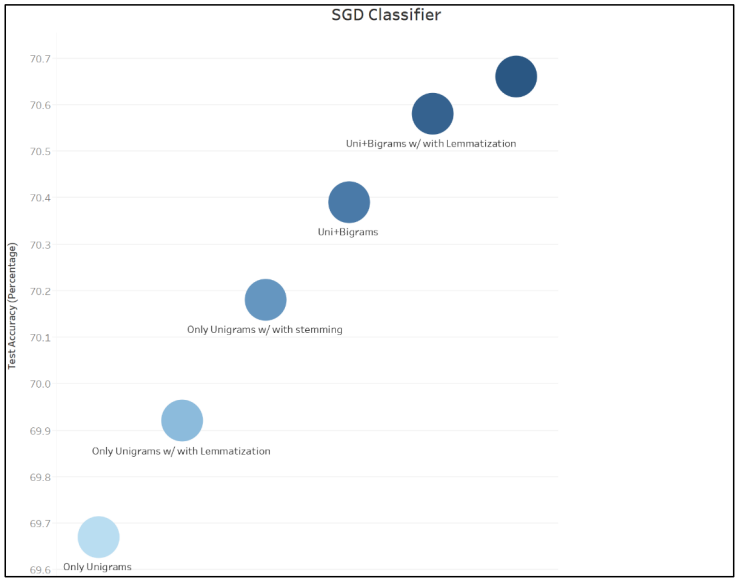 SGD Classifier
Test Accuracy (Percentage)
70.7
70.6
70.5
70.4
70.3
70.2
70.1
70.0
69.9
69.8
69.7
69.6
Uni+Bigrams w/ with Lemmatization
Uni+Bigrams
Only Unigrams w/ with stemming
Only Unigrams w/ with Lemmatization
Only Unigrams